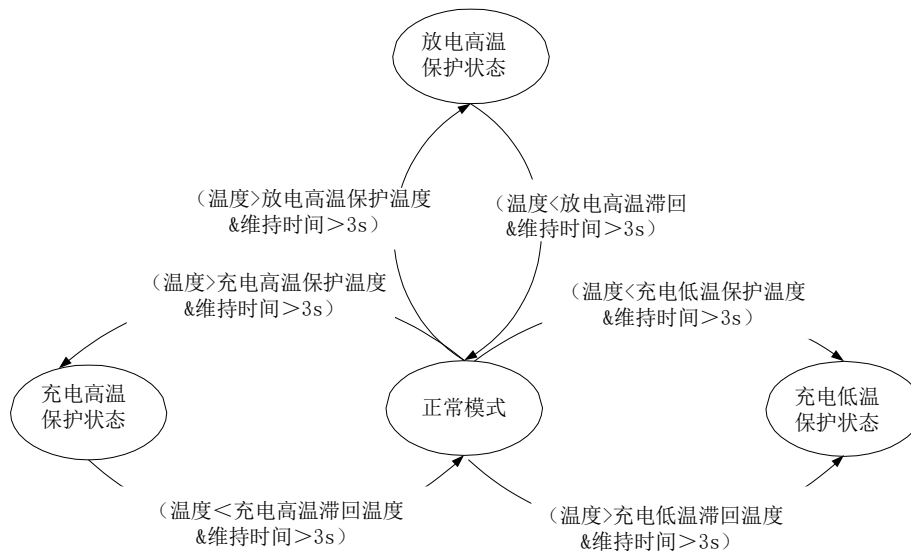 放电高温
保护状态
（温度>放电高温保护温度
&维持时间＞3s）
（温度<放电高温滞回
&维持时间＞3s）
（温度>充电高温保护温度
&维持时间＞3s）
（温度<充电低温保护温度
&维持时间＞3s）
充电高温
保护状态
正常模式
充电低温
保护状态
（温度＜充电高温滞回温度
&维持时间＞3s）
（温度>充电低温滞回温度
&维持时间＞3s）